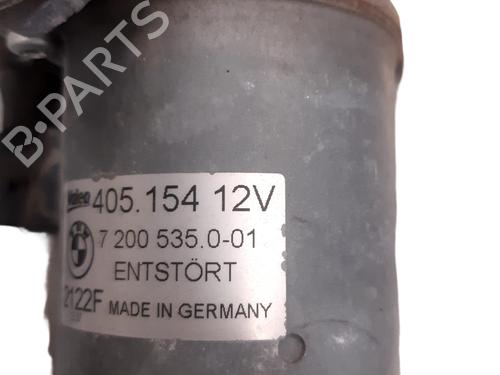 B-PARTS
Valeo 405.154 12V
7 200 535.0-01
ENTSTÖRT
2122F MADE IN GERMANY